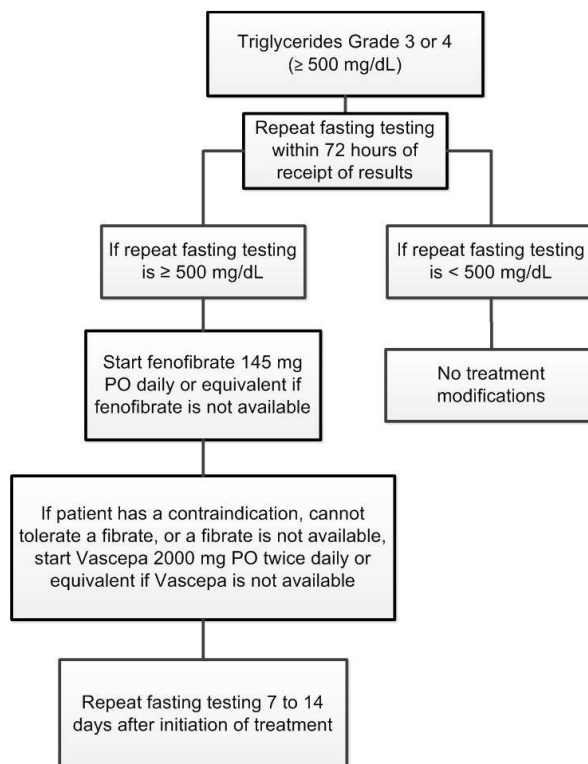 Triglycerides Grade 3 or 4
(≥ 500 mg/dL)
Repeat fasting testing
within 72 hours of
receipt of results
If repeat fasting testing
is ≥ 500 mg/dL
If repeat fasting testing
is < 500 mg/dL
Start fenofibrate 145 mg
PO daily or equivalent if
fenofibrate is not available
No treatment
modifications
If patient has a contraindication, cannot
tolerate a fibrate, or a fibrate is not available,
start Vascepa 2000 mg PO twice daily or
equivalent if Vascepa is not available
Repeat fasting testing 7 to 14
days after initiation of treatment